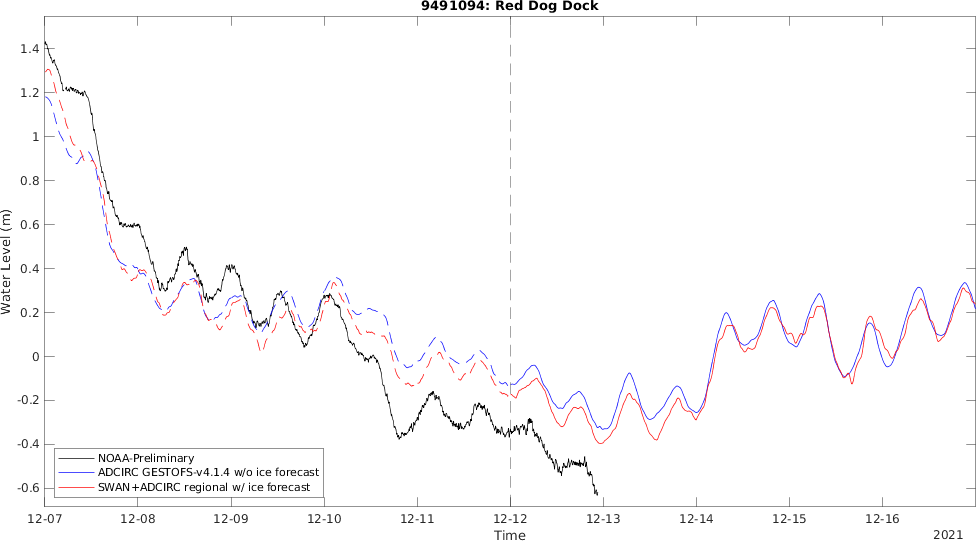 9491094: Red Dog Dock
1.4
1.2
1
0.8
0.6
0.4
0.2
0
-0.2
-0.4
-0.6
Water Level (m)
NOAA-Preliminary
ADCIRC GESTOFS-v4.1.4 w/o ice forecast
SWAN+ADCIRC regional w/ ice forecast
12-07 12-08 12-09 12-10 12-11 12-12 12-13 12-14 12-15 12-16
Time
2021